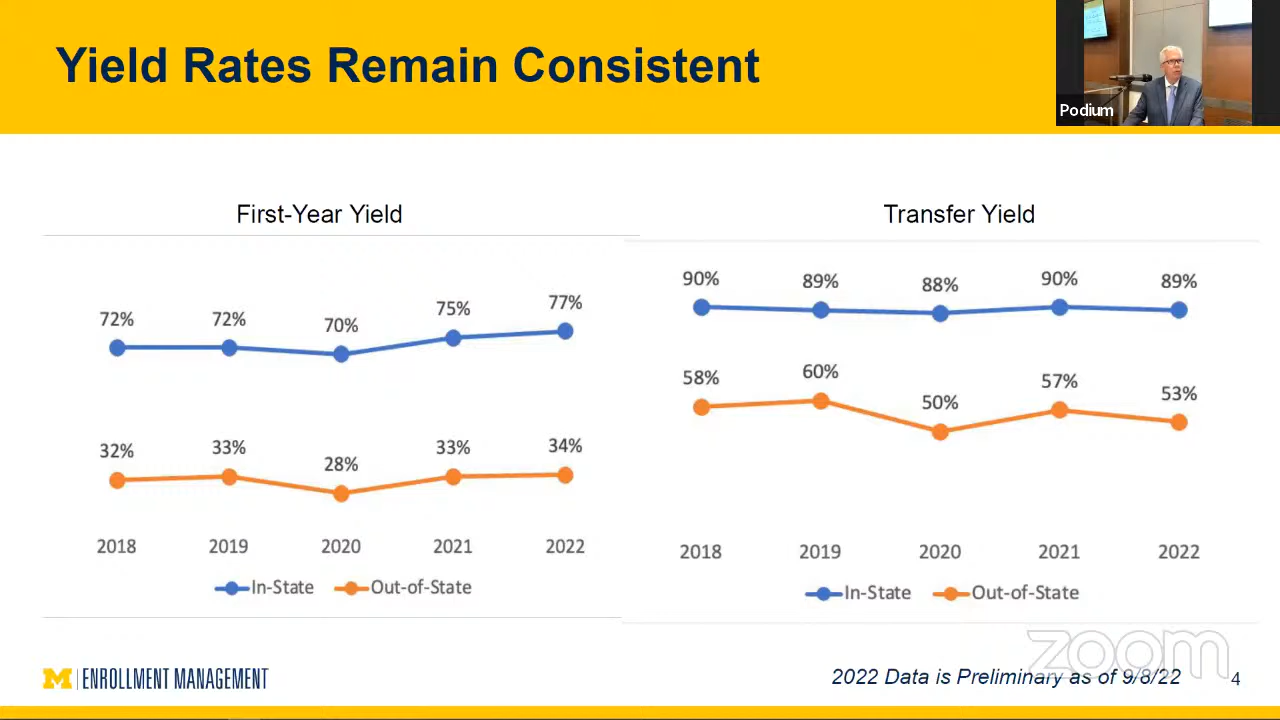 Yield Rates Remain Consistent
Podium
First-Year Yield
72%
72%
70%
75%
77%
32%
33%
28%
33%
34%
2018 2019 2020 2021 2022
In-State Out-of-State
Transfer Yield
90%
89%
88%
90%
89%
58%
60%
50%
57%
53%
2018 2019 2020 2021 2022
In-State Out-of-State
zoom
M ENROLLMENT MANAGEMENT
2022 Data is Preliminary as of 9/8/22
4